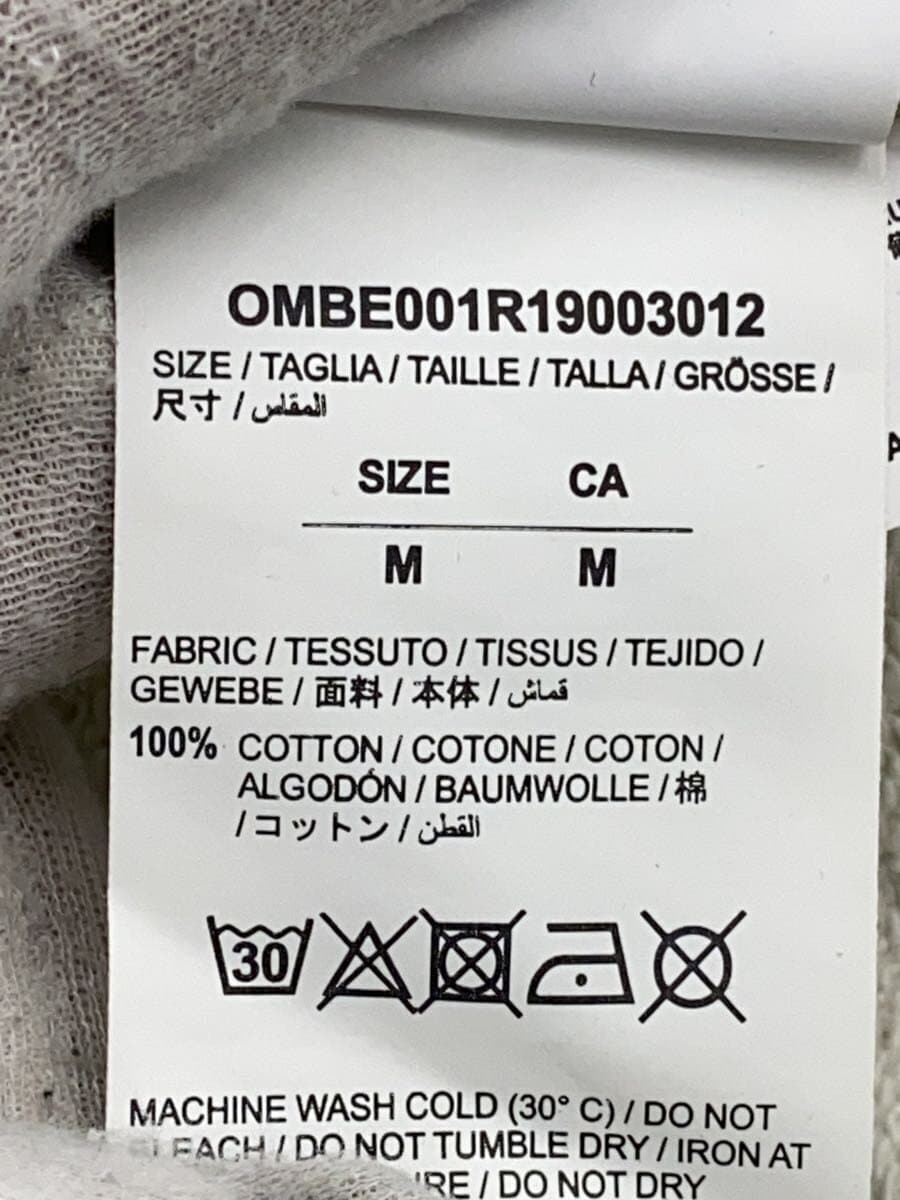 OMBE001R19003012
SIZE / TAGLIA / TAILLE / TALLA / GRÖSSE /
尺寸 / المقاس
SIZE CA
M M
FABRIC / TESSUTO / TISSUS / TEJIDO /
GEWEBE / 面料 / 本体 / قماش
100% COTTON / COTONE / COTON /
ALGODÓN / BAUMWOLLE / 棉
/ コットン / القطن
30
MACHINE WASH COLD (30° C) / DO NOT
BLEACH / DO NOT TUMBLE DRY / IRON AT
/ DO NOT DRY